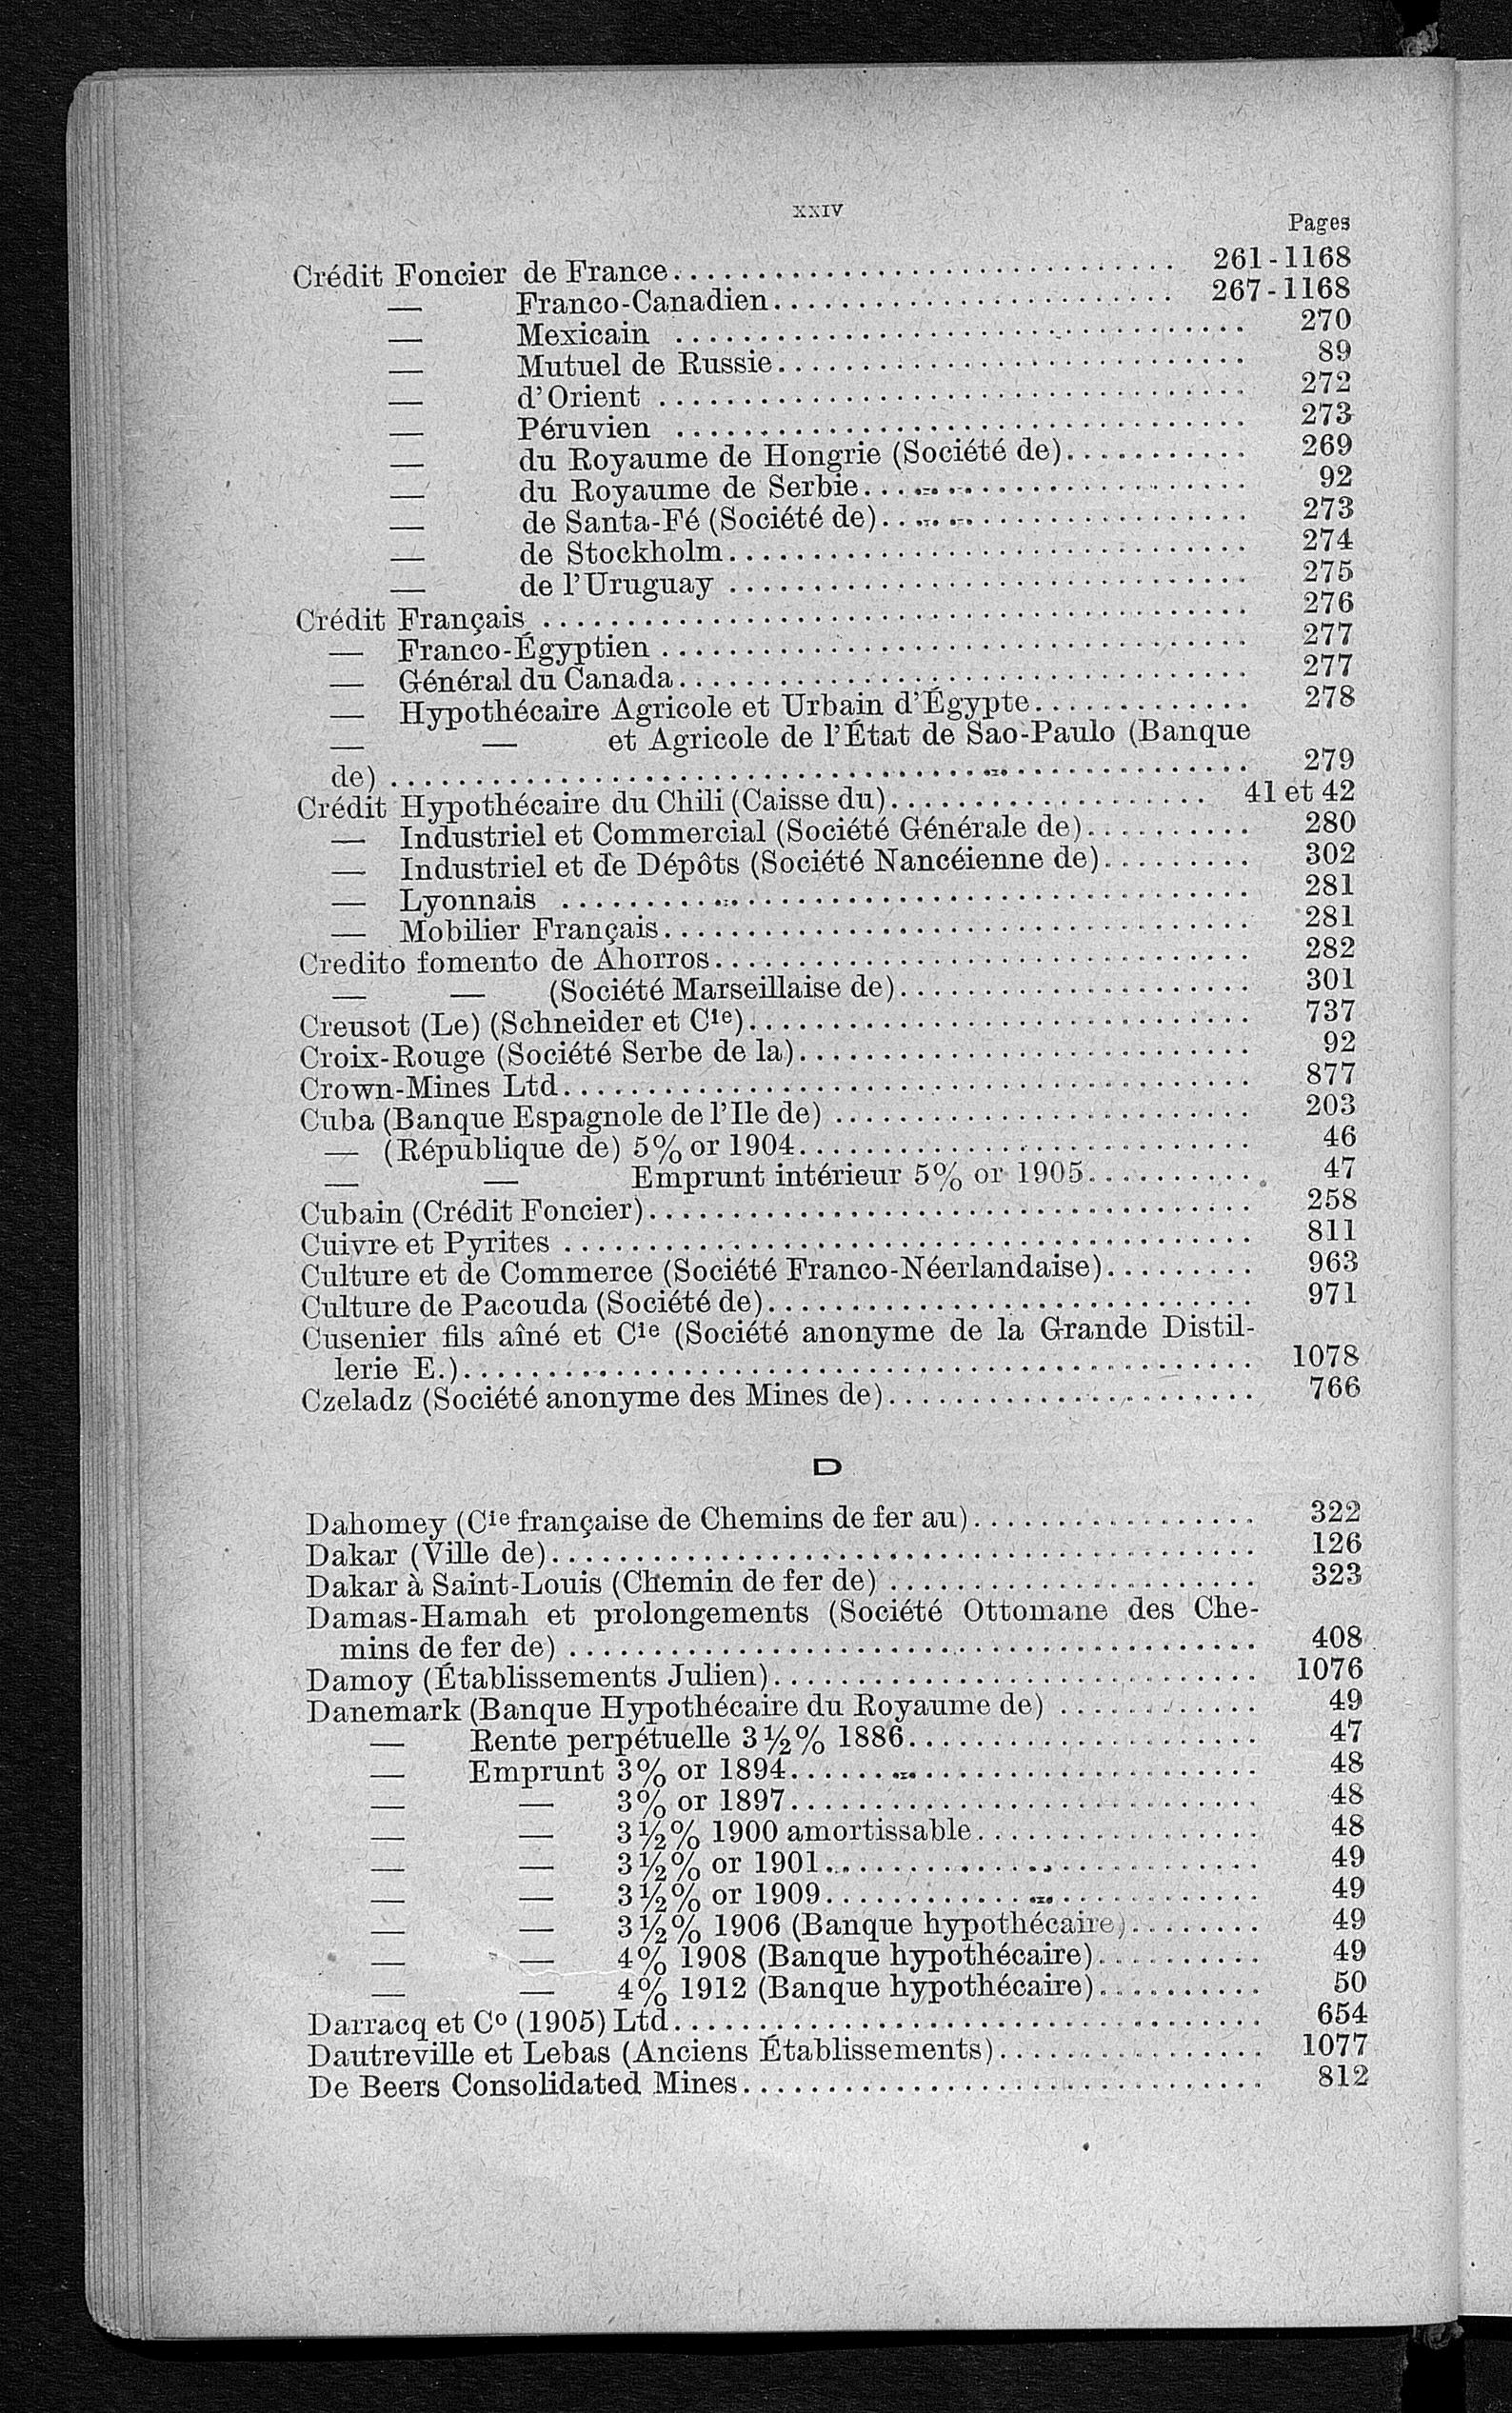 XXIV
Pages
Crédit Foncier de France.............................. 261-1168
— Franco-Canadien........................ 267-1168
— Mexicain .................................. 270
— Mutuel de Russie............................ 89
— d'Orient ................................... 272
— Péruvien .................................. 273
— du Royaume de Hongrie (Société de)........... 269
— du Royaume de Serbie....................... 92
— de Santa-Fé (Société de)...................... 273
— de Stockholm............................... 274
— de l'Uruguay ............................... 275
Crédit Français .......................................... 276
— Franco-Égyptien ................................... 277
— Général du Canada.................................. 277
— Hypothécaire Agricole et Urbain d'Égypte............. 278
— — et Agricole de l'État de Sao-Paulo (Banque
de) ................................................... 279
Crédit Hypothécaire du Chili (Caisse du)................... 41 et 42
— Industriel et Commercial (Société Générale de).......... 280
— Industriel et de Dépôts (Société Nancéienne de)......... 302
— Lyonnais ......................................... 281
— Mobilier Français................................... 281
Credito fomento de Ahorros................................ 282
— — (Société Marseillaise de)..................... 301
Creusot (Le) (Schneider et Cie).............................. 737
Croix-Rouge (Société Serbe de la)........................... 92
Crown-Mines Ltd......................................... 877
Cuba (Banque Espagnole de l'Ile de) ......................... 203
— (République de) 5% or 1904........................... 46
— — Emprunt intérieur 5% or 1905.......... 47
Cubain (Crédit Foncier).................................... 258
Cuivre et Pyrites ......................................... 811
Culture et de Commerce (Société Franco-Néerlandaise)......... 963
Culture de Pacouda (Société de)............................. 971
Cusenier fils aîné et Cie (Société anonyme de la Grande Distil-
lerie E.)............................................... 1078
Czeladz (Société anonyme des Mines de)...................... 766
D
Dahomey (Cie française de Chemins de fer au)................. 322
Dakar (Ville de).......................................... 126
Dakar à Saint-Louis (Chemin de fer de) ...................... 323
Damas-Hamah et prolongements (Société Ottomane des Che-
mins de fer de) ......................................... 408
Damoy (Établissements Julien)............................. 1076
Danemark (Banque Hypothécaire du Royaume de) ............ 49
— Rente perpétuelle 3½% 1886..................... 47
— Emprunt 3% or 1894............................ 48
— — 3% or 1897............................ 48
— — 3½% 1900 amortissable................. 48
— — 3½% or 1901.......................... 49
— — 3½% or 1909.......................... 49
— — 3½% 1906 (Banque hypothécaire)........ 49
— — 4% 1908 (Banque hypothécaire).......... 49
— — 4% 1912 (Banque hypothécaire).......... 50
Darracq et Co (1905) Ltd................................... 654
Dautreville et Lebas (Anciens Établissements)................ 1077
De Beers Consolidated Mines............................... 812